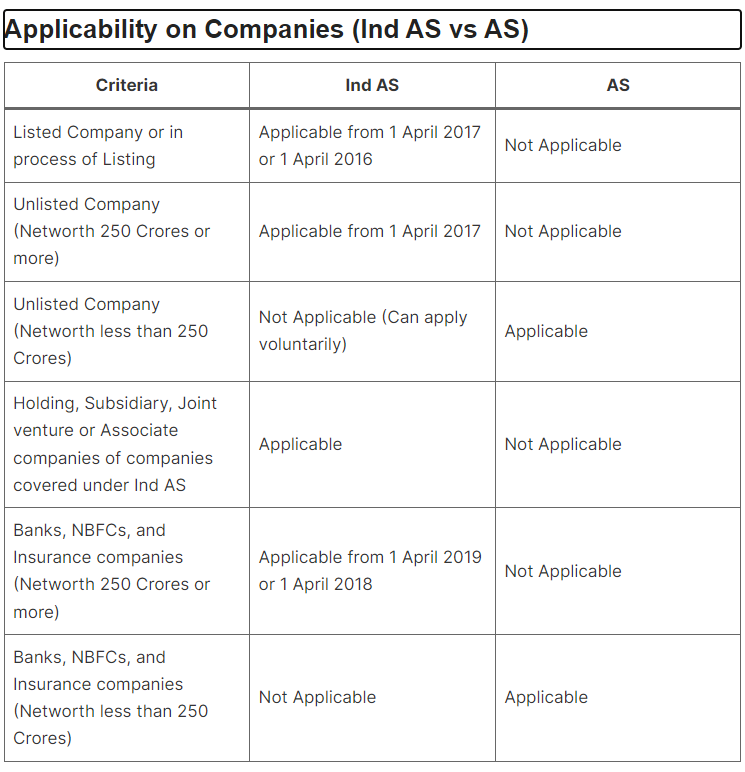 Applicability on Companies (Ind AS vs AS)
Criteria
Ind AS
AS
Listed Company or in
process of Listing
Applicable from 1 April 2017
or 1 April 2016
Not Applicable
Unlisted Company
(Networth 250 Crores or
more)
Applicable from 1 April 2017
Not Applicable
Unlisted Company
(Networth less than 250
Crores)
Not Applicable (Can apply
voluntarily)
Applicable
Holding, Subsidiary, Joint
venture or Associate
companies of companies
covered under Ind AS
Applicable
Not Applicable
Banks, NBFCs, and
Insurance companies
(Networth 250 Crores or
more)
Applicable from 1 April 2019
or 1 April 2018
Not Applicable
Banks, NBFCs, and
Insurance companies
(Networth less than 250
Crores)
Not Applicable
Applicable